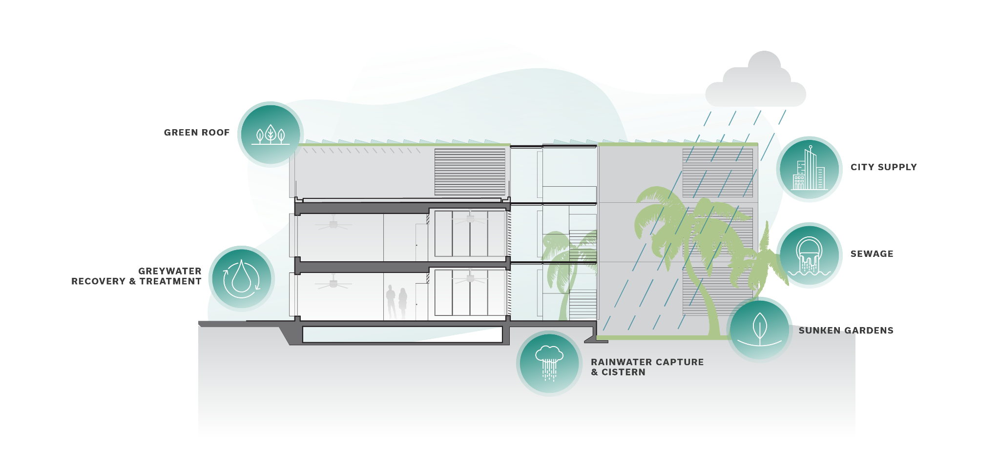 GREEN ROOF
CITY SUPPLY
SEWAGE
GREYWATER
RECOVERY & TREATMENT
SUNKEN GARDENS
RAINWATER CAPTURE
& CISTERN